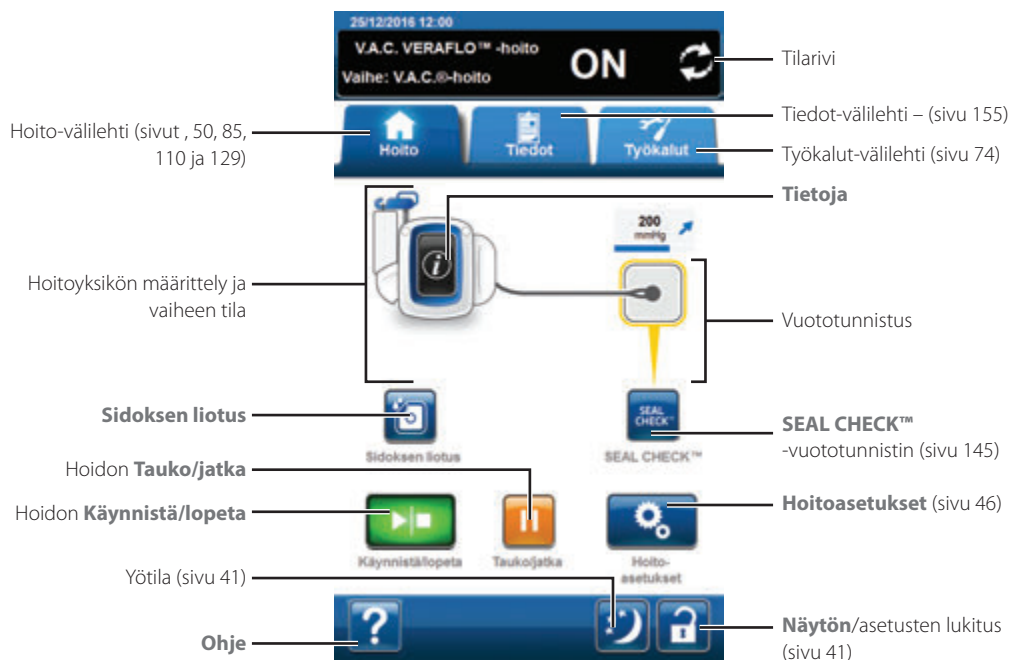 25/12/2016 12:00
V.A.C. VERAFLO™ -hoito
Vaihe: V.A.C.®-hoito
ON
Tilarivi
Hoito-välilehti (sivut , 50, 85,
110 ja 129)
Hoito
Tiedot
Työkalut
Tiedot-välilehti – (sivu 155)
Työkalut-välilehti (sivu 74)
Tietoja
200
mmHg
i
Hoitoyksikön määrittely ja
vaiheen tila
Vuototunnistus
Sidoksen liotus
Sidoksen liotus
SEAL
CHECK™
SEAL CHECK™
SEAL CHECK™
-vuototunnistin (sivu 145)
Hoidon Tauko/jatka
Hoidon Käynnistä/lopeta
Hoitoasetukset (sivu 46)
Käynnistä/lopeta
Tauko/jatka
Hoito-
asetukset
Yötila (sivu 41)
?
Ohje
Näytön/asetusten lukitus
(sivu 41)